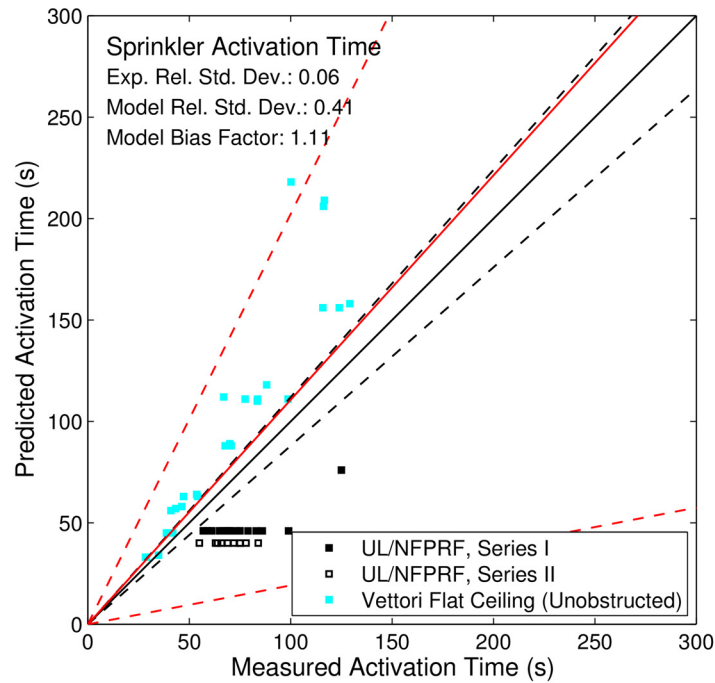 300
250
200
150
100
50
0
Predicted Activation Time (s)
Sprinkler Activation Time
Exp. Rel. Std. Dev.: 0.06
Model Rel. Std. Dev.: 0.41
Model Bias Factor: 1.11
UL/NFPRF, Series I
UL/NFPRF, Series II
Vettori Flat Ceiling (Unobstructed)
0 50 100 150 200 250 300
Measured Activation Time (s)